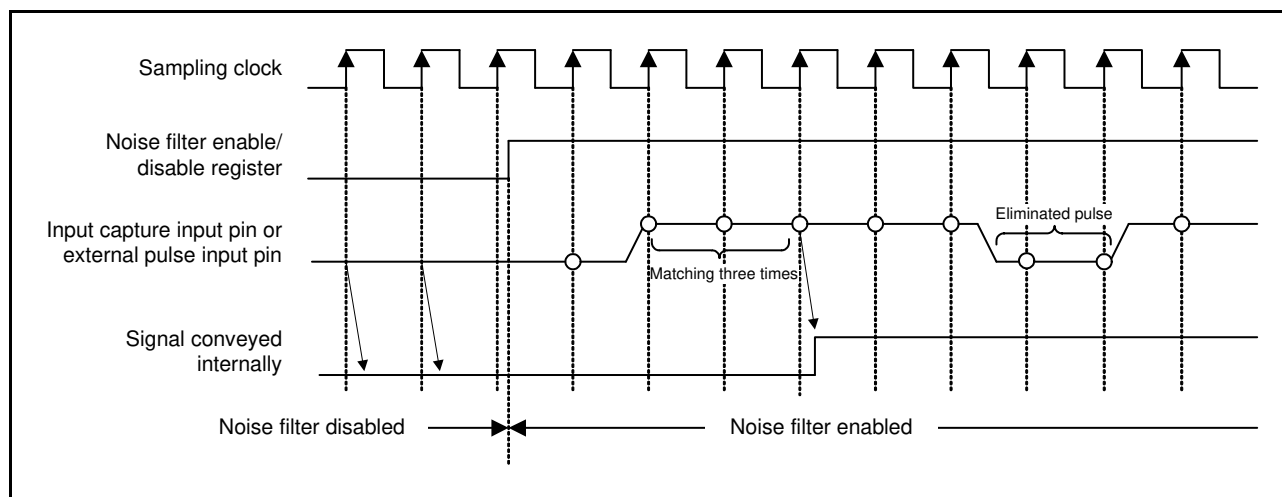 Sampling clock
Noise filter enable/
disable register
Input capture input pin or
external pulse input pin
Eliminated pulse
Matching three times
Signal conveyed
internally
Noise filter disabled
Noise filter enabled